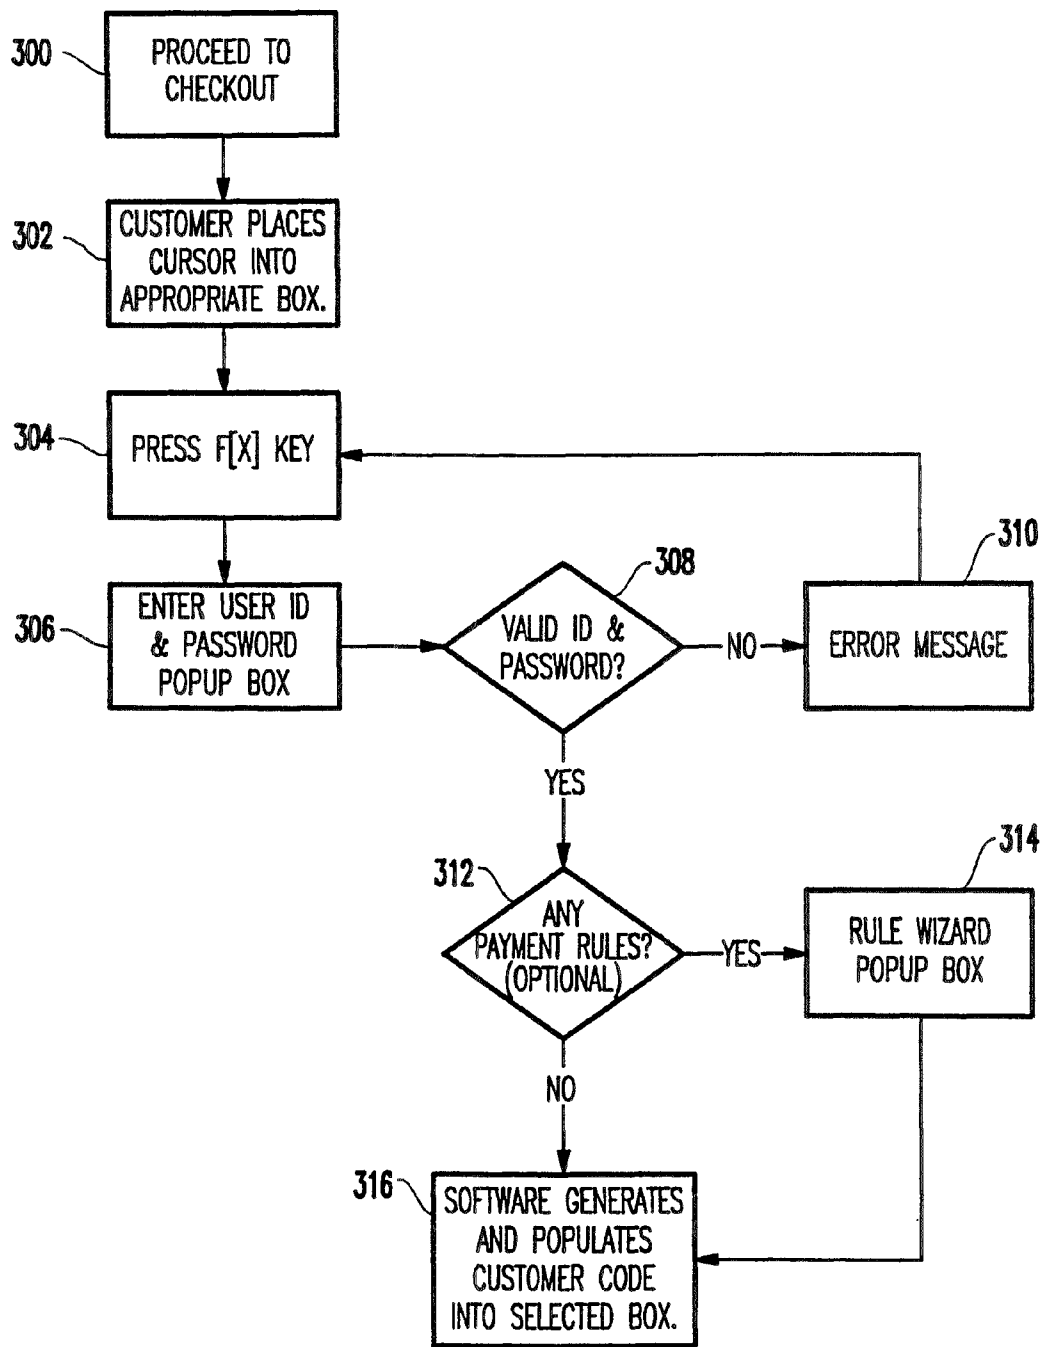 300
PROCEED TO
CHECKOUT
302
CUSTOMER PLACES
CURSOR INTO
APPROPRIATE BOX.
304
PRESS F[X] KEY
306
ENTER USER ID
& PASSWORD
POPUP BOX
308
VALID ID &
PASSWORD?
NO
310
ERROR MESSAGE
YES
312
ANY
PAYMENT RULES?
(OPTIONAL)
YES
314
RULE WIZARD
POPUP BOX
NO
316
SOFTWARE GENERATES
AND POPULATES
CUSTOMER CODE
INTO SELECTED BOX.